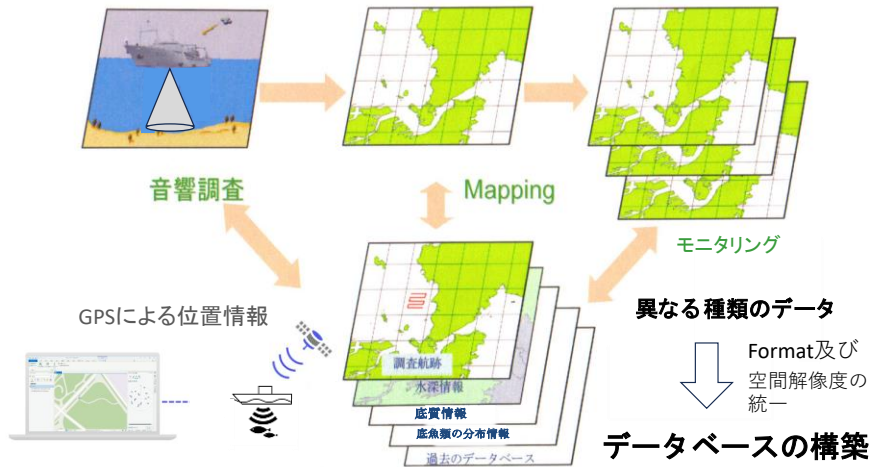 音響調査
Mapping
モニタリング
GPSによる位置情報
調査航跡
水深情報
底質情報
底魚類の分布情報
過去のデータベース
異なる種類のデータ
Format及び
空間解像度の
統一
データベースの構築